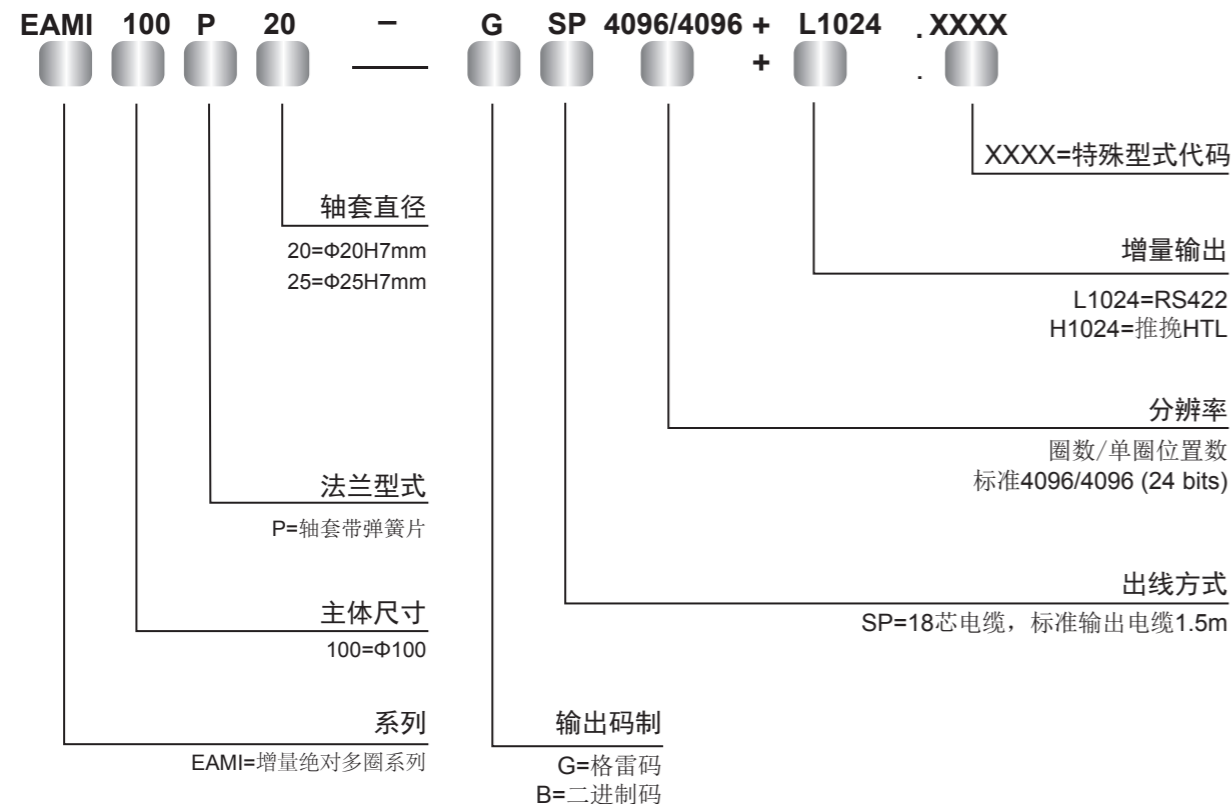 EAMI 100 P 20 – G SP 4096/4096 + L1024 .XXXX
+ .
XXXX=特殊型式代码
轴套直径
20=Φ20H7mm
25=Φ25H7mm
增量输出
L1024=RS422
H1024=推挽HTL
分辨率
圈数/单圈位置数
标准4096/4096 (24 bits)
法兰型式
P=轴套带弹簧片
出线方式
SP=18芯电缆，标准输出电缆1.5m
主体尺寸
100=Φ100
系列
EAMI=增量绝对多圈系列
输出码制
G=格雷码
B=二进制码